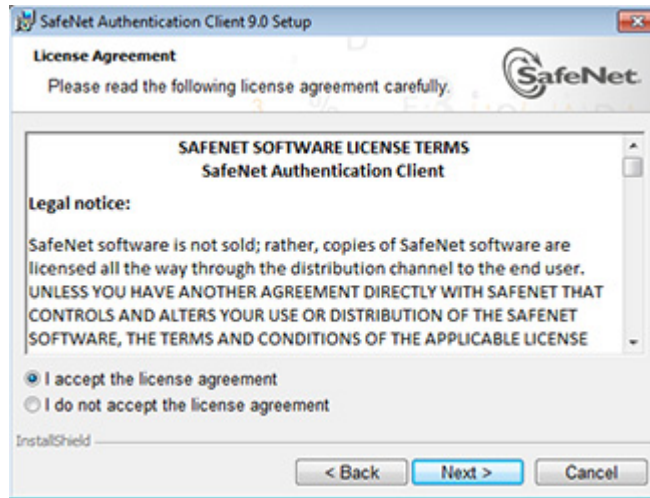 SafeNet Authentication Client 9.0 Setup
License Agreement
Please read the following license agreement carefully.
SafeNet.
SAFENET SOFTWARE LICENSE TERMS
SafeNet Authentication Client
Legal notice:
SafeNet software is not sold; rather, copies of SafeNet software are
licensed all the way through the distribution channel to the end user.
UNLESS YOU HAVE ANOTHER AGREEMENT DIRECTLY WITH SAFENET THAT
CONTROLS AND ALTERS YOUR USE OR DISTRIBUTION OF THE SAFENET
SOFTWARE, THE TERMS AND CONDITIONS OF THE APPLICABLE LICENSE
I accept the license agreement
I do not accept the license agreement
InstallShield
< Back
Next >
Cancel